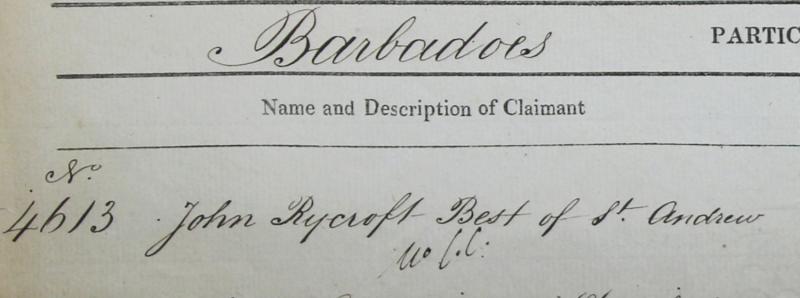 Barbadoes
PARTIC
Name and Description of Claimant
No.
4613 John Rycroft Best of St. Andrew